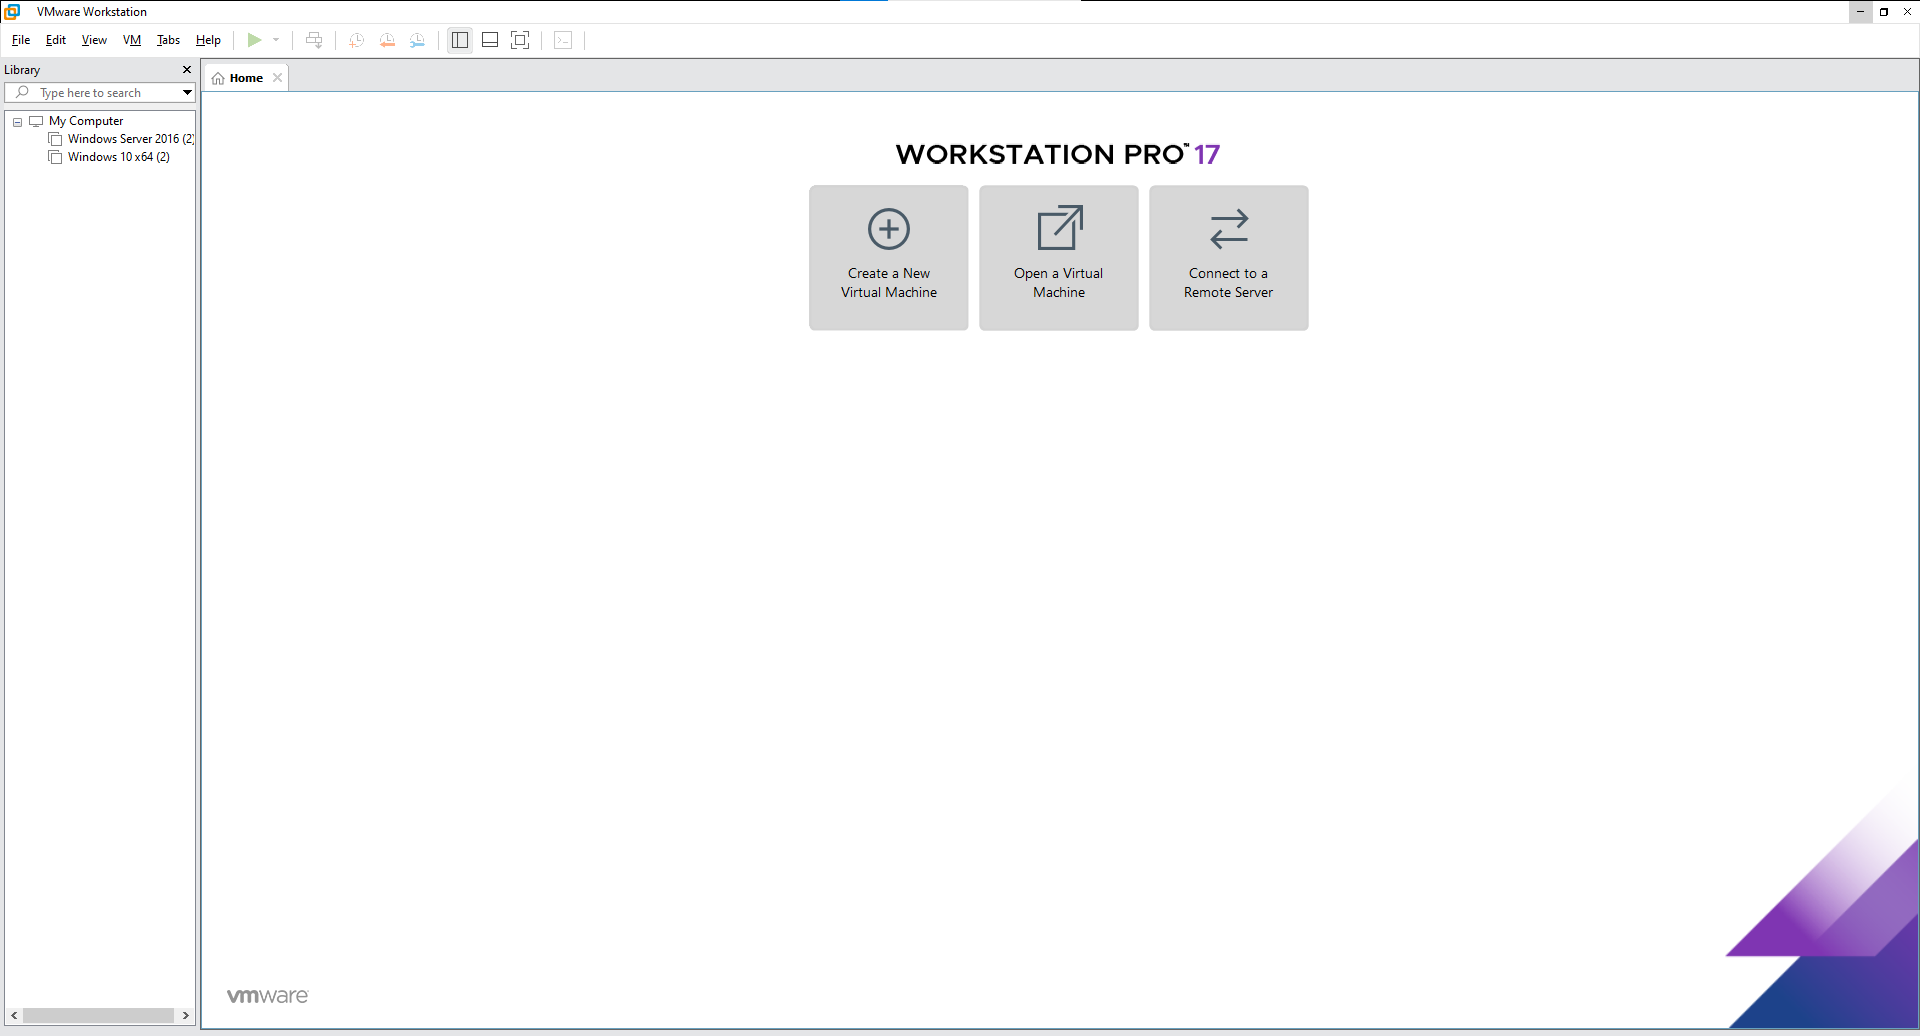 VMware Workstation
File Edit View VM Tabs Help
Library
Type here to search
Home
My Computer
Windows Server 2016 (2)
Windows 10 x64 (2)
WORKSTATION PRO™ 17
Create a New
Virtual Machine
Open a Virtual
Machine
Connect to a
Remote Server
vmware